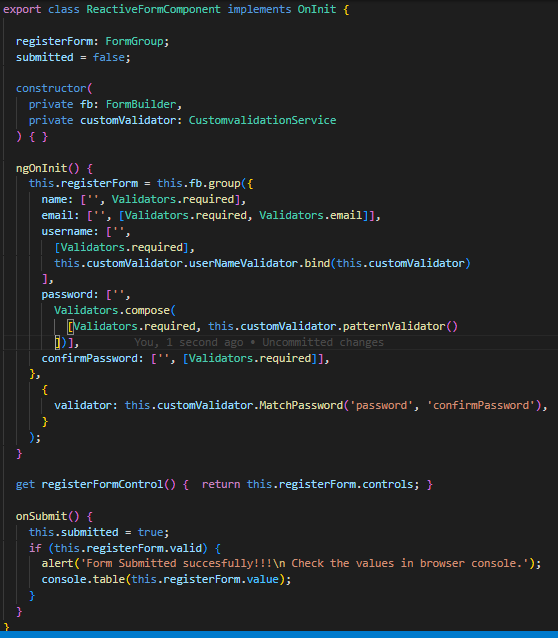 export class ReactiveFormComponent implements OnInit {
registerForm: FormGroup;
submitted = false;
constructor(
private fb: FormBuilder,
private customValidator: CustomvalidationService
) { }
ngOnInit() {
this.registerForm = this.fb.group({
name: ['', Validators.required],
email: ['', [Validators.required, Validators.email]],
username: ['',
[Validators.required],
this.customValidator.userNameValidator.bind(this.customValidator)
],
password: ['',
Validators.compose(
[Validators.required, this.customValidator.patternValidator()
])], You, 1 second ago • Uncommitted changes
confirmPassword: ['', [Validators.required]],
},
{
validator: this.customValidator.MatchPassword('password', 'confirmPassword'),
}
);
}
get registerFormControl() { return this.registerForm.controls; }
onSubmit() {
this.submitted = true;
if (this.registerForm.valid) {
alert('Form Submitted succesfully!!!\n Check the values in browser console.');
console.table(this.registerForm.value);
}
}
}